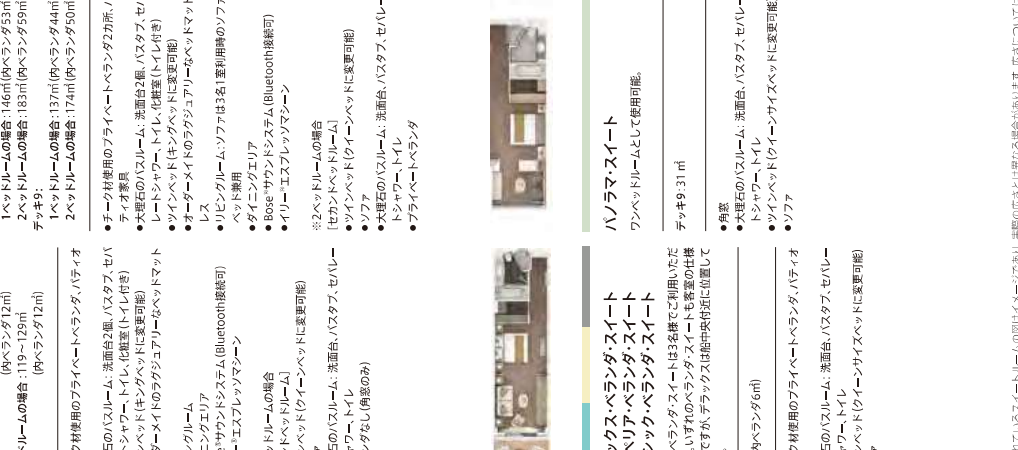 (内ベランダ12㎡)
ドルームの場合：119～129㎡
(内ベランダ12㎡)
ク材使用のプライベートベランダ、パティオ
石のバスルーム：洗面台2個、バスタブ、セパ
トシャワー、トイレ、化粧室(トイレ付き)
ンベッド(キングベッドに変更可能)
ダーメイドのラグジュアリーなベッドマット
ングルーム
ニングエリア
e®サウンドシステム(Bluetooth接続可)
ー®エスプレッソマシーン
ッドルームの場合
ンドベッドルーム]
ンベッド(クイーンベッドに変更可能)
石のバスルーム：洗面台、バスタブ、セパレー
ャワー、トイレ
ンダなし(角窓のみ)
1ベッドルームの場合：146㎡(内ベランダ53㎡
2ベッドルームの場合：183㎡(内ベランダ59㎡
デッキ9：
1ベッドルームの場合：137㎡(内ベランダ44㎡
2ベッドルームの場合：174㎡(内ベランダ50㎡
●チーク材使用のプライベートベランダ2カ所、パ
ティオ家具
●大理石のバスルーム：洗面台2個、バスタブ、セパ
レートシャワー、トイレ、化粧室(トイレ付き)
●ツインベッド(キングベッドに変更可能)
●オーダーメイドのラグジュアリーなベッドマット
レス
●リビングルーム：ソファは3名1室利用時のソファ
ベッド兼用
●ダイニングエリア
●Bose®サウンドシステム(Bluetooth接続可)
●イリー®エスプレッソマシーン
※2ベッドルームの場合
[セカンドベッドルーム]
●ツインベッド(クイーンベッドに変更可能)
●ソファ
●大理石のバスルーム：洗面台、バスタブ、セパレー
トシャワー、トイレ
●プライベートベランダ
ックス・ベランダ・スイート
ペリア・ベランダ・スイート
シック・ベランダ・スイート
ベランダ・スイートは3名様でご利用いただ
。いずれのベランダ・スイートも客室の仕様
ですが、デラックスは船中央付近に位置して
。
内ベランダ6㎡)
ク材使用のプライベートベランダ、パティオ
石のバスルーム：洗面台、バスタブ、セパレー
ャワー、トイレ
ンベッド(クイーンサイズベッドに変更可能)
ァ
パノラマ・スイート
ワンベッドルームとして使用可能。
デッキ9：31㎡
●角窓
●大理石のバスルーム：洗面台、バスタブ、セパレー
トシャワー、トイレ
●ツインベッド(クイーンサイズベッドに変更可能)
●ソファ